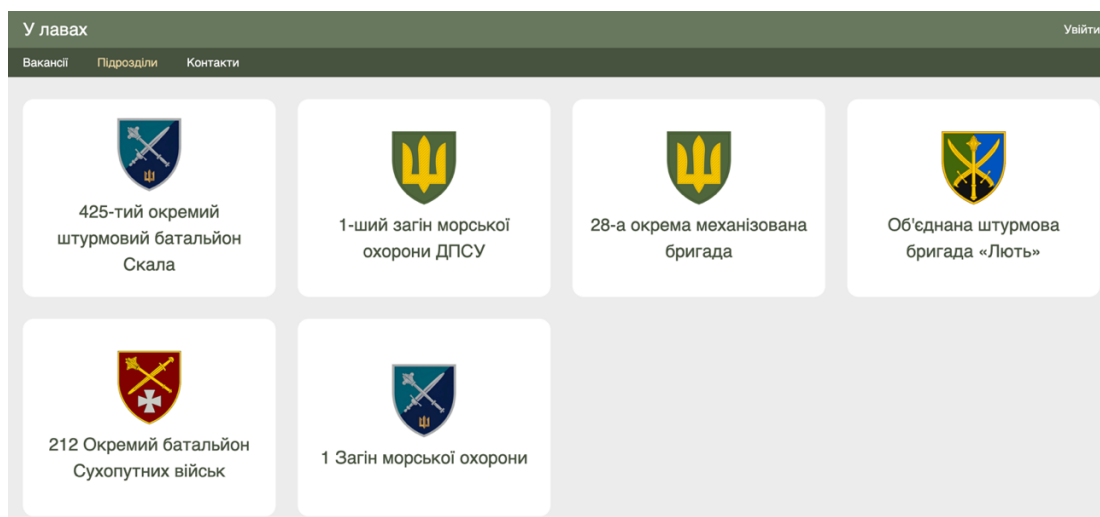 У лавах
Увійти
Вакансії Підрозділи Контакти
425-тий окремий
штурмовий батальйон
Скала
1-ший загін морської
охорони ДПСУ
28-а окрема механізована
бригада
Об'єднана штурмова
бригада «Лють»
212 Окремий батальйон
Сухопутних військ
1 Загін морської охорони